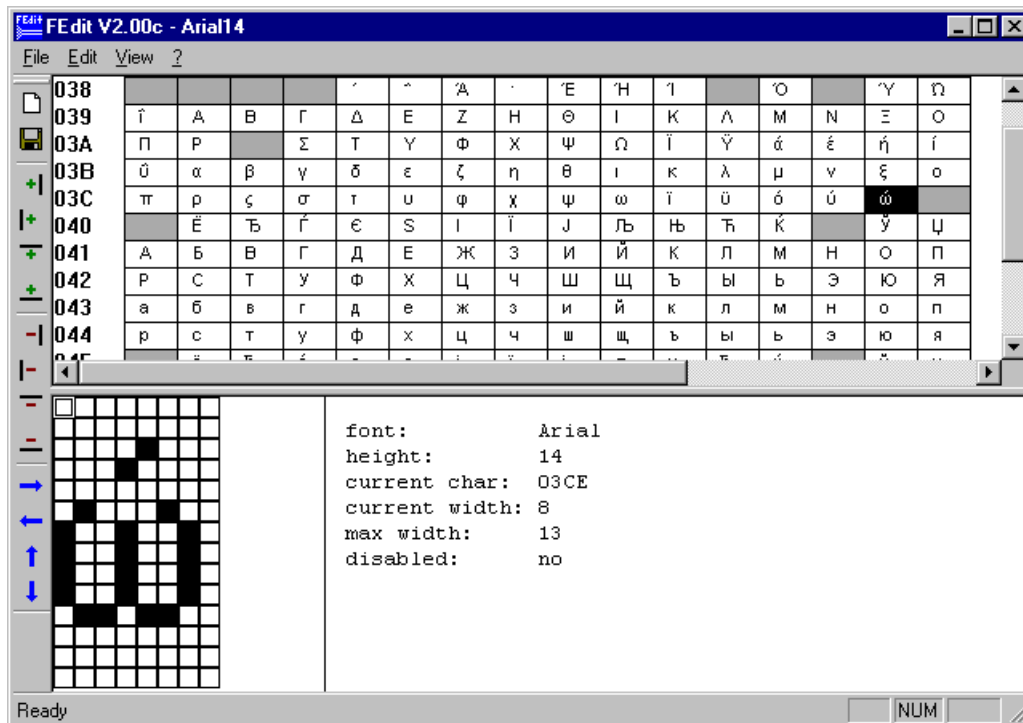 FEdit V2.00c - Arial14
File Edit View ?
038 ΄ ΅ Ά · Έ Ή Ί Ό Ύ Ώ
039 ΐ Α Β Γ Δ Ε Ζ Η Θ Ι Κ Λ Μ Ν Ξ Ο
03A Π Ρ Σ Τ Υ Φ Χ Ψ Ω Ϊ Ϋ ά έ ή ί
03B ΰ α β γ δ ε ζ η θ ι κ λ μ ν ξ ο
03C π ρ ς σ τ υ φ χ ψ ω ϊ ϋ ό ύ ώ
040 Ё Ђ Ѓ Є Ѕ І Ї Ј Љ Њ Ћ Ќ Ў Џ
041 А Б В Г Д Е Ж З И Й К Л М Н О П
042 Р С Т У Ф Х Ц Ч Ш Щ Ъ Ы Ь Э Ю Я
043 а б в г д е ж з и й к л м н о п
044 р с т у ф х ц ч ш щ ъ ы ь э ю я
font: Arial
height: 14
current char: 03CE
current width: 8
max width: 13
disabled: no
Ready NUM